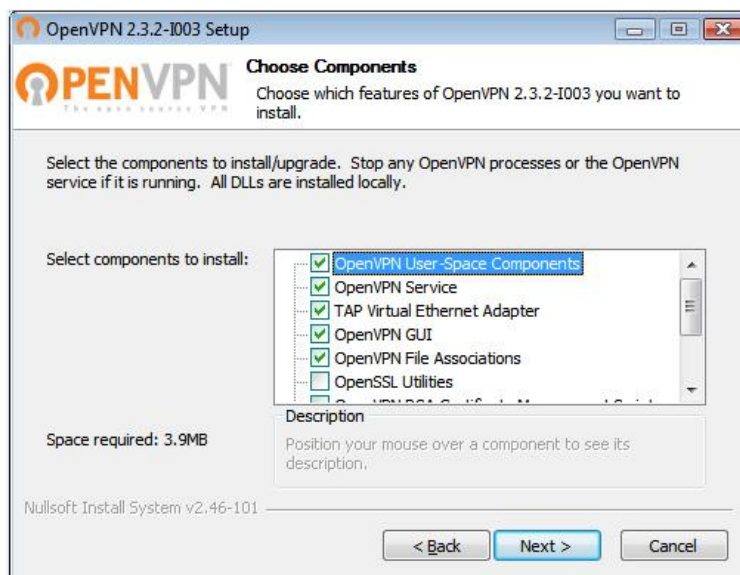 OpenVPN 2.3.2-I003 Setup
OPENVPN
The open source VPN
Choose Components
Choose which features of OpenVPN 2.3.2-I003 you want to
install.
Select the components to install/upgrade. Stop any OpenVPN processes or the OpenVPN
service if it is running. All DLLs are installed locally.
Select components to install:
OpenVPN User-Space Components
OpenVPN Service
TAP Virtual Ethernet Adapter
OpenVPN GUI
OpenVPN File Associations
OpenSSL Utilities
Space required: 3.9MB
Description
Position your mouse over a component to see its
description.
Nullsoft Install System v2.46-101
< Back
Next >
Cancel